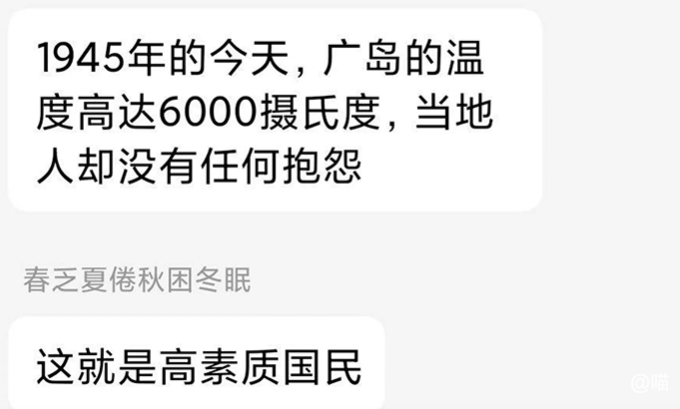 1945年的今天，广岛的温
度高达6000摄氏度，当地
人却没有任何抱怨
春乏夏倦秋困冬眠
这就是高素质国民
@瞄